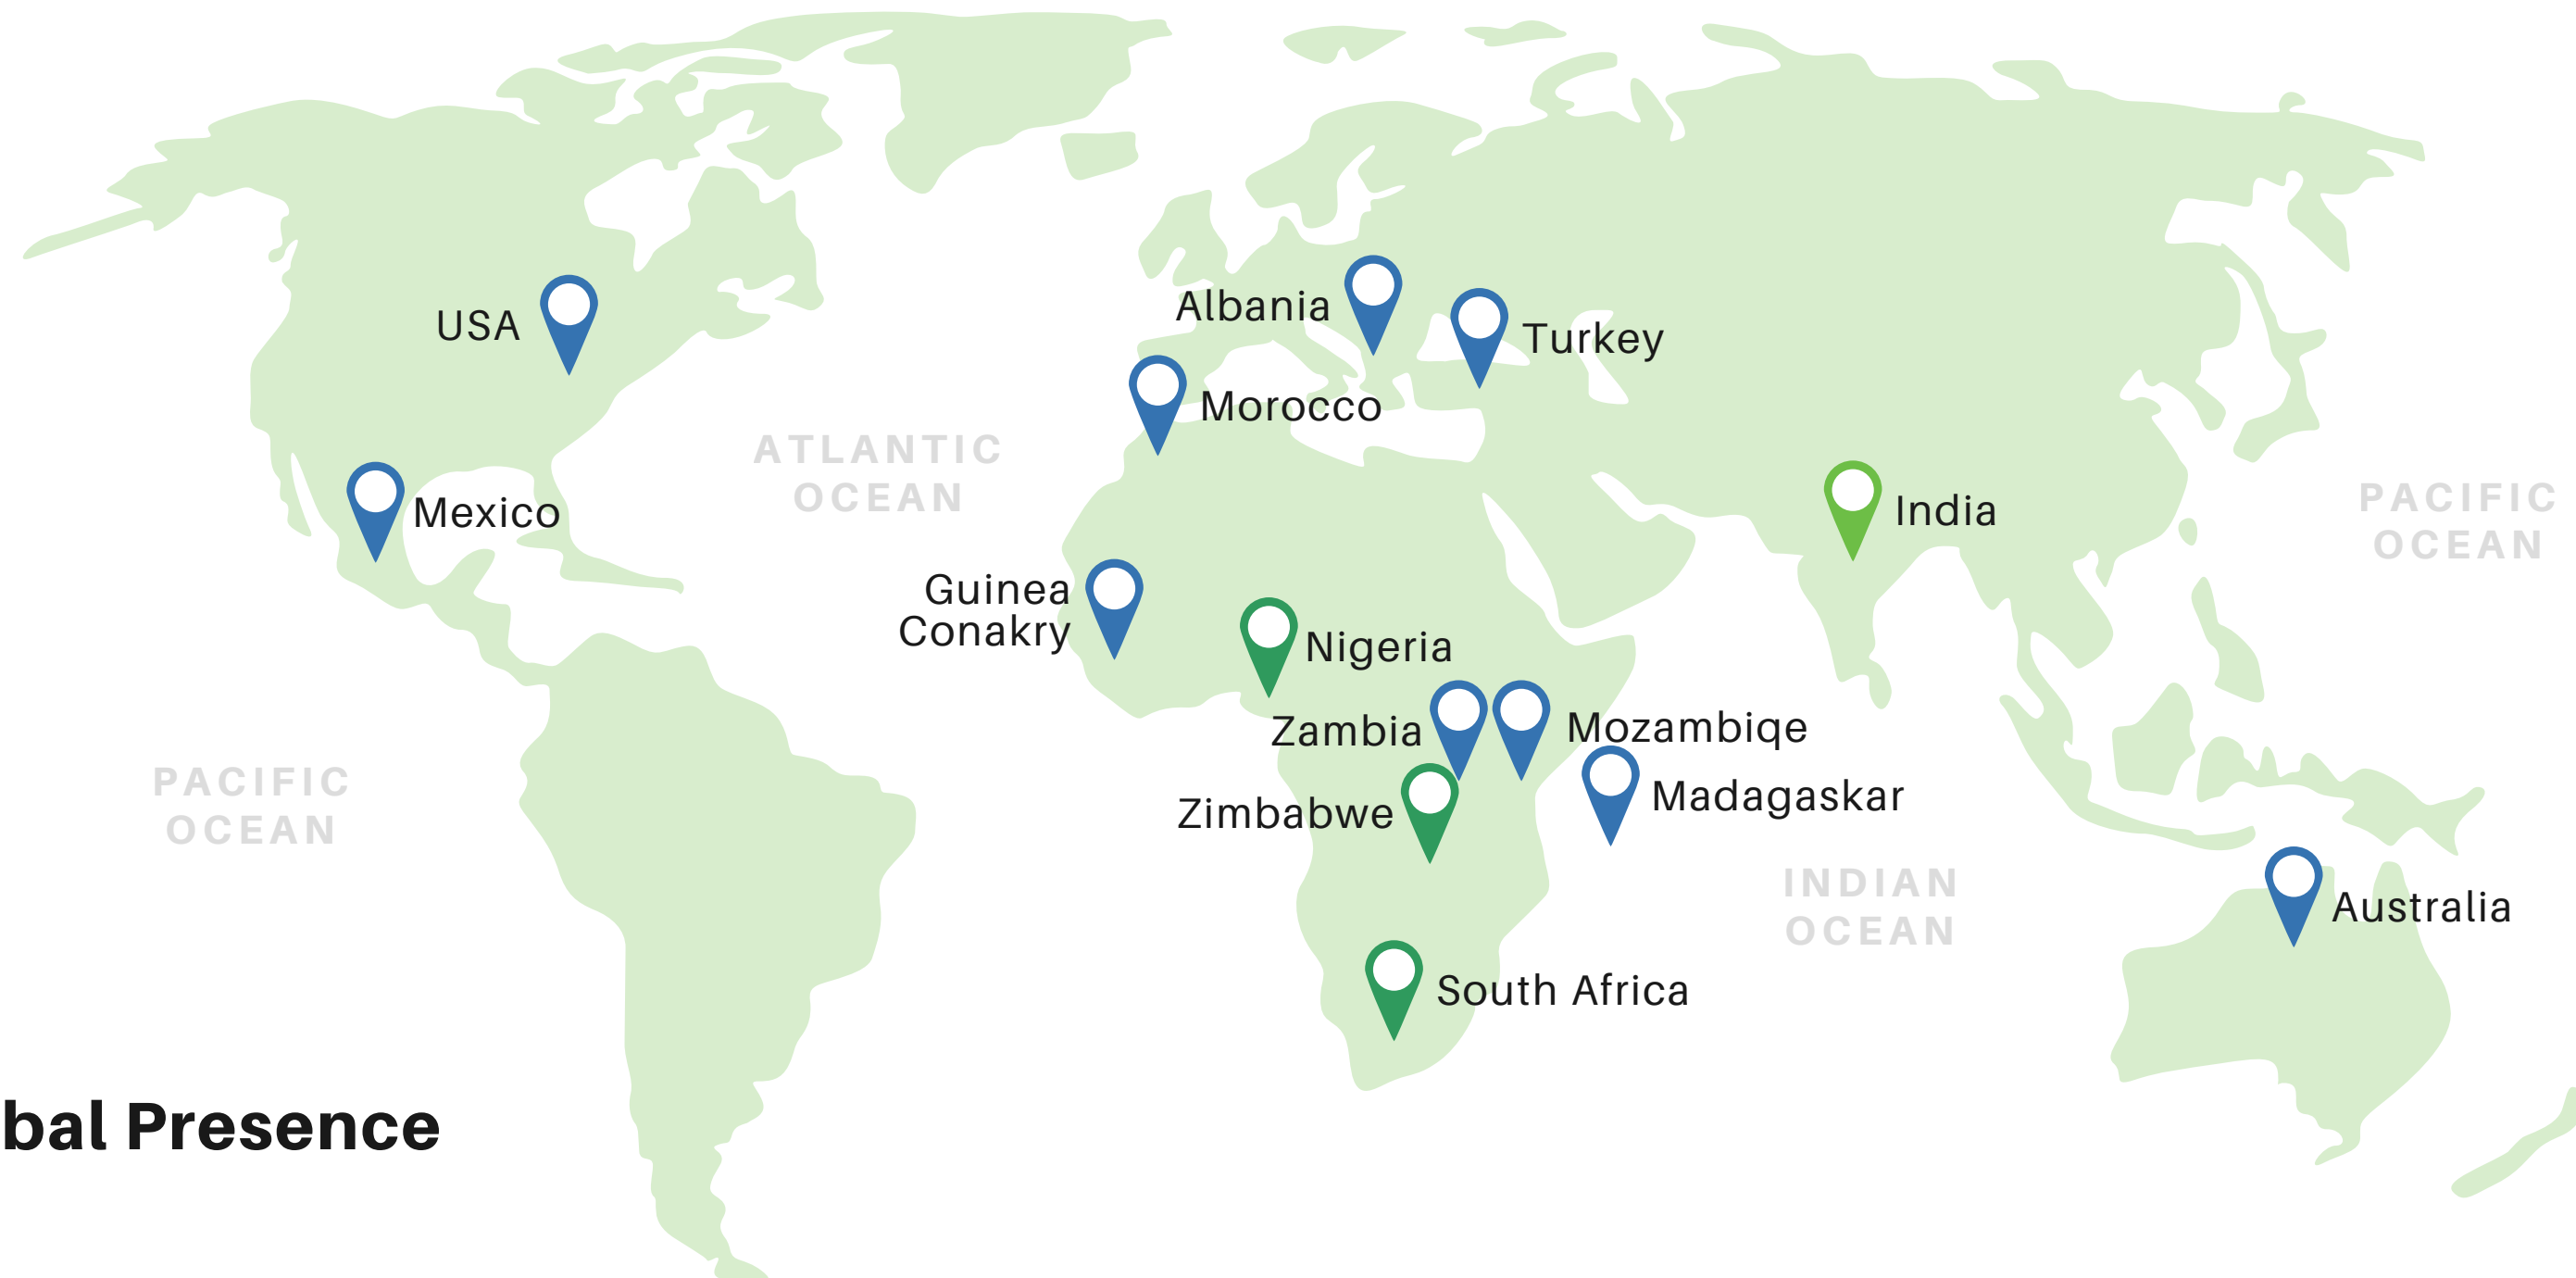 Albania
USA
Turkey
Morocco
ATLANTIC
OCEAN
PACIFIC
OCEAN
Mexico
India
Guinea
Conakry
Nigeria
Zambia
Mozambiqe
PACIFIC
OCEAN
Madagaskar
Zimbabwe
INDIAN
OCEAN
Australia
South Africa
bal Presence